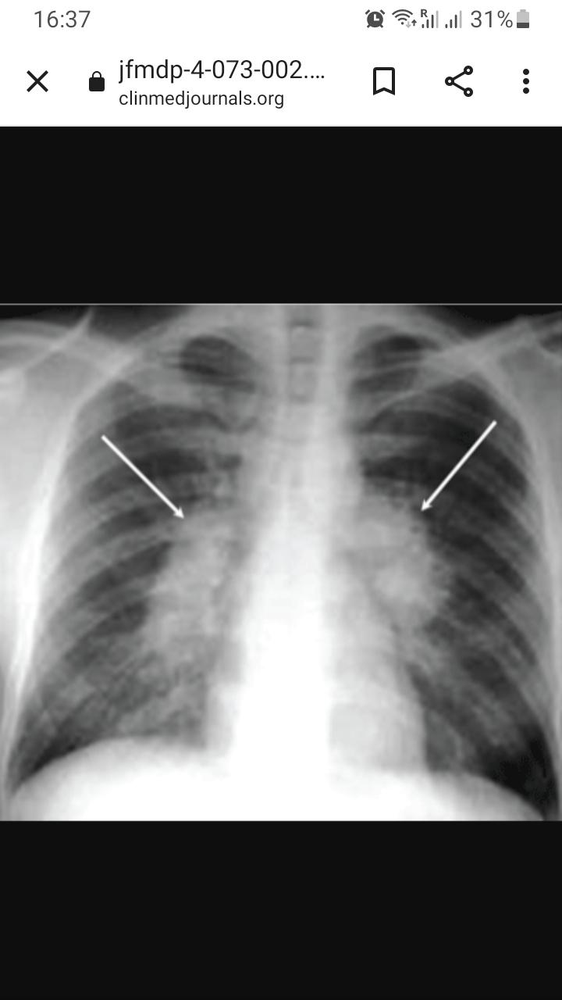 16:37 R 31%
jfmdp-4-073-002....
clinmedjournals.org